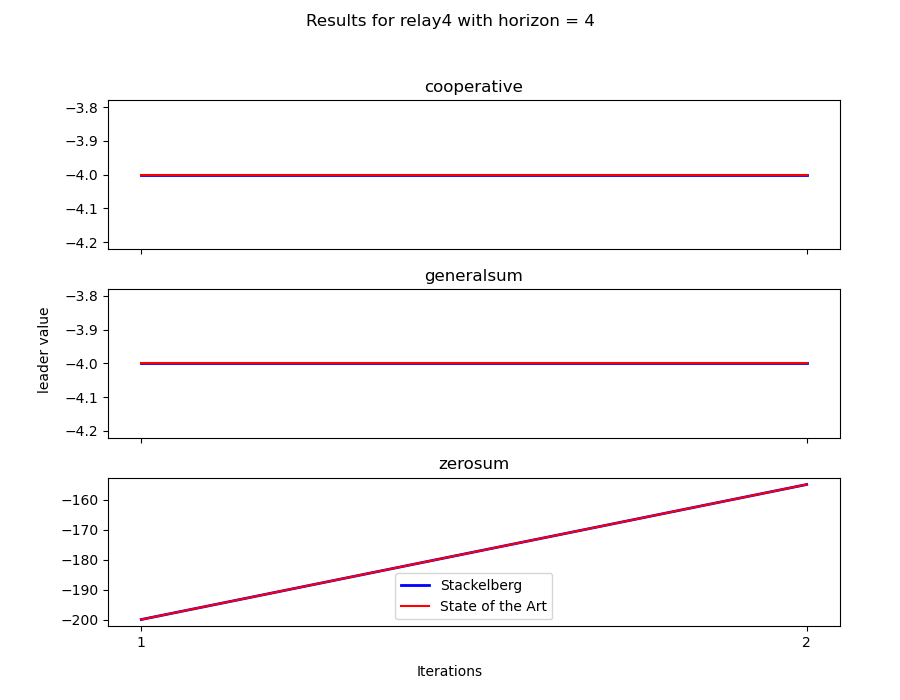 Results for relay4 with horizon = 4
cooperative
−3.8
−3.9
−4.0
−4.1
−4.2
generalsum
−3.8
−3.9
−4.0
−4.1
−4.2
leader value
zerosum
−160
−170
−180
−190
−200
Stackelberg
State of the Art
1 2
Iterations